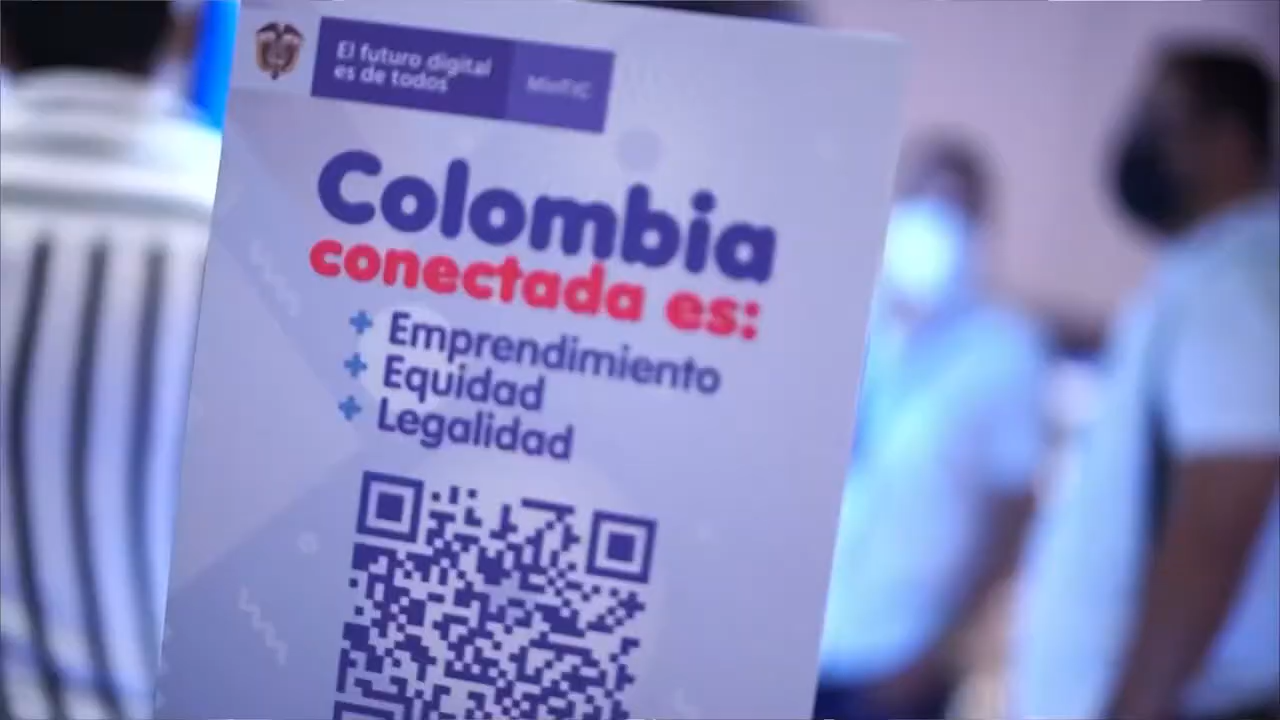 El futuro digital
es de todos
MinTIC
Colombia
conectada es:
+ Emprendimiento
+ Equidad
+ Legalidad